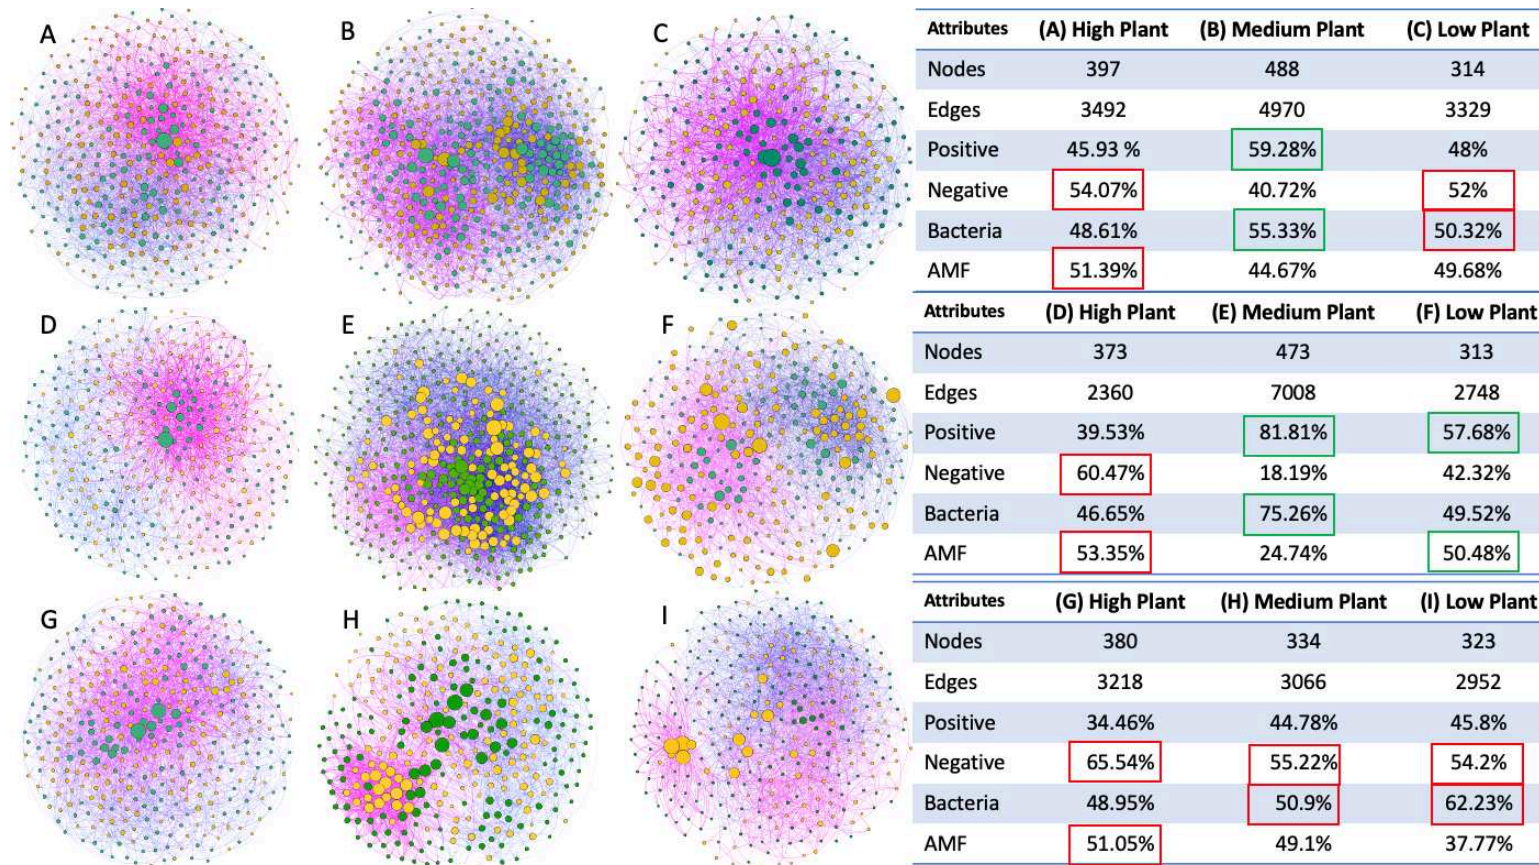 A
B
C
Attributes (A) High Plant (B) Medium Plant (C) Low Plant
Nodes 397 488 314
Edges 3492 4970 3329
Positive 45.93 % 59.28% 48%
Negative 54.07% 40.72% 52%
Bacteria 48.61% 55.33% 50.32%
AMF 51.39% 44.67% 49.68%
D
E
F
Attributes (D) High Plant (E) Medium Plant (F) Low Plant
Nodes 373 473 313
Edges 2360 7008 2748
Positive 39.53% 81.81% 57.68%
Negative 60.47% 18.19% 42.32%
Bacteria 46.65% 75.26% 49.52%
AMF 53.35% 24.74% 50.48%
G
H
I
Attributes (G) High Plant (H) Medium Plant (I) Low Plant
Nodes 380 334 323
Edges 3218 3066 2952
Positive 34.46% 44.78% 45.8%
Negative 65.54% 55.22% 54.2%
Bacteria 48.95% 50.9% 62.23%
AMF 51.05% 49.1% 37.77%